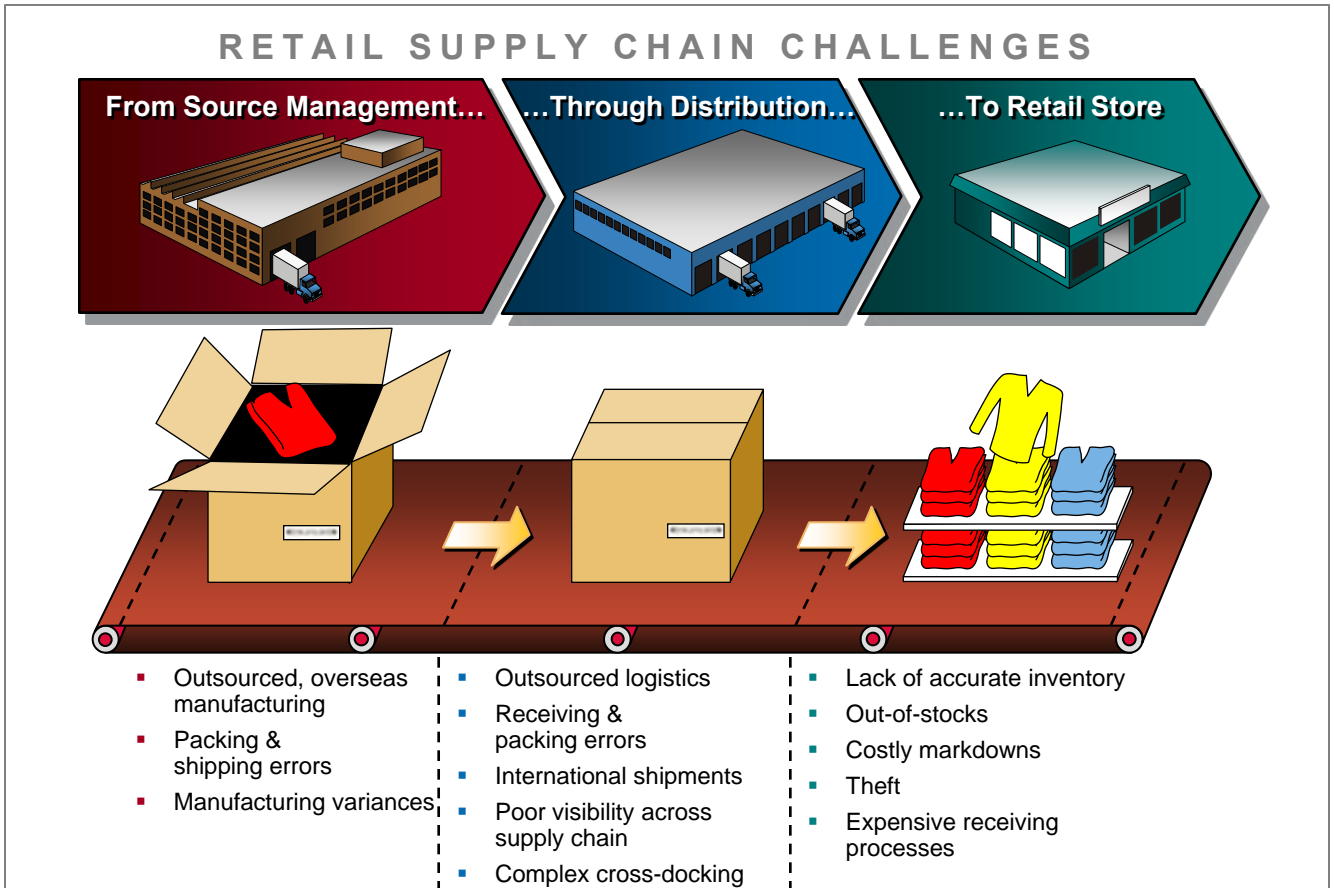 RETAIL SUPPLY CHAIN CHALLENGES
From Source Management…
…Through Distribution…
…To Retail Store
Outsourced, overseas
manufacturing
Packing &
shipping errors
Manufacturing variances
Outsourced logistics
Receiving &
packing errors
International shipments
Poor visibility across
supply chain
Complex cross-docking
Lack of accurate inventory
Out-of-stocks
Costly markdowns
Theft
Expensive receiving
processes